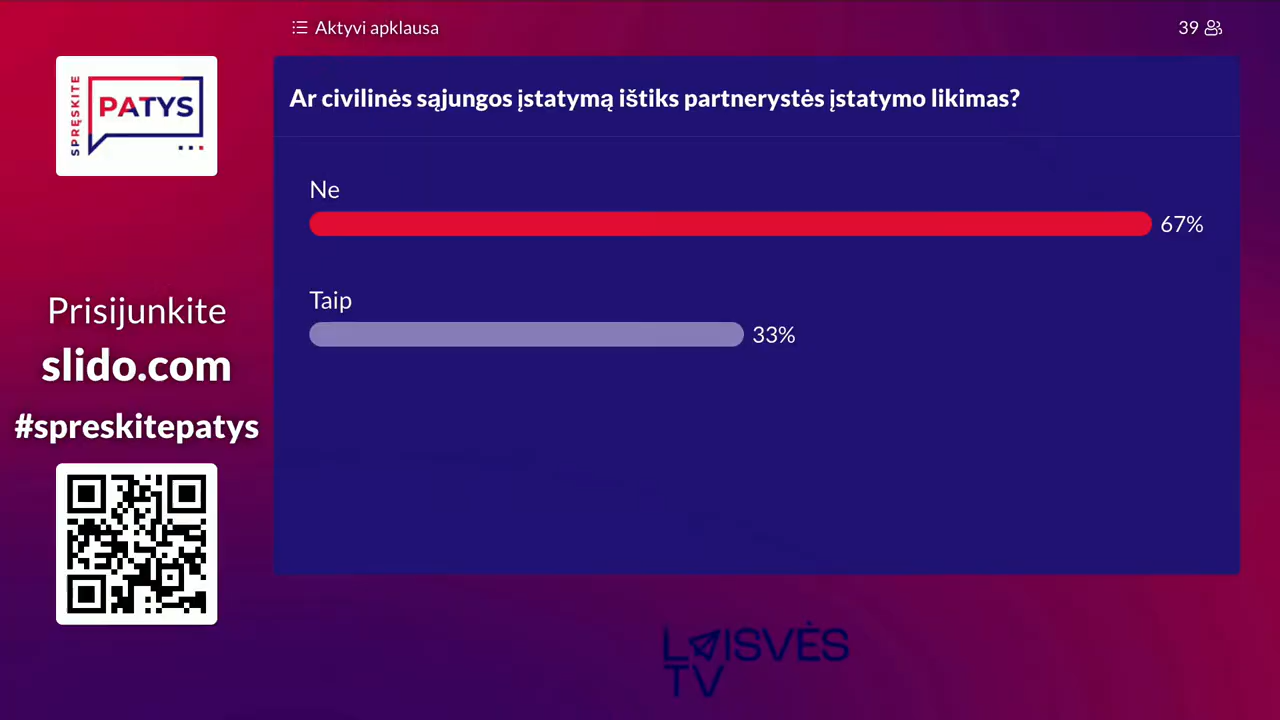 Aktyvi apklausa
39
SPRĘSKITE
PATYS
Ar civilinės sąjungos įstatymą ištiks partnerystės įstatymo likimas?
Ne
67%
Taip
33%
Prisijunkite
slido.com
#spreskitepatys
LAISVĖS
TV